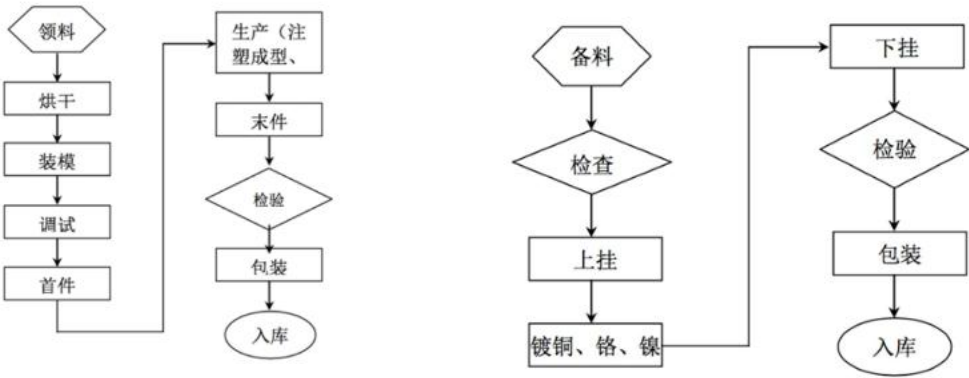 领料
烘干
装模
调试
首件
生产（注
塑成型、
末件
检验
包装
入库
备料
检查
上挂
镀铜、铬、镍
下挂
检验
包装
入库